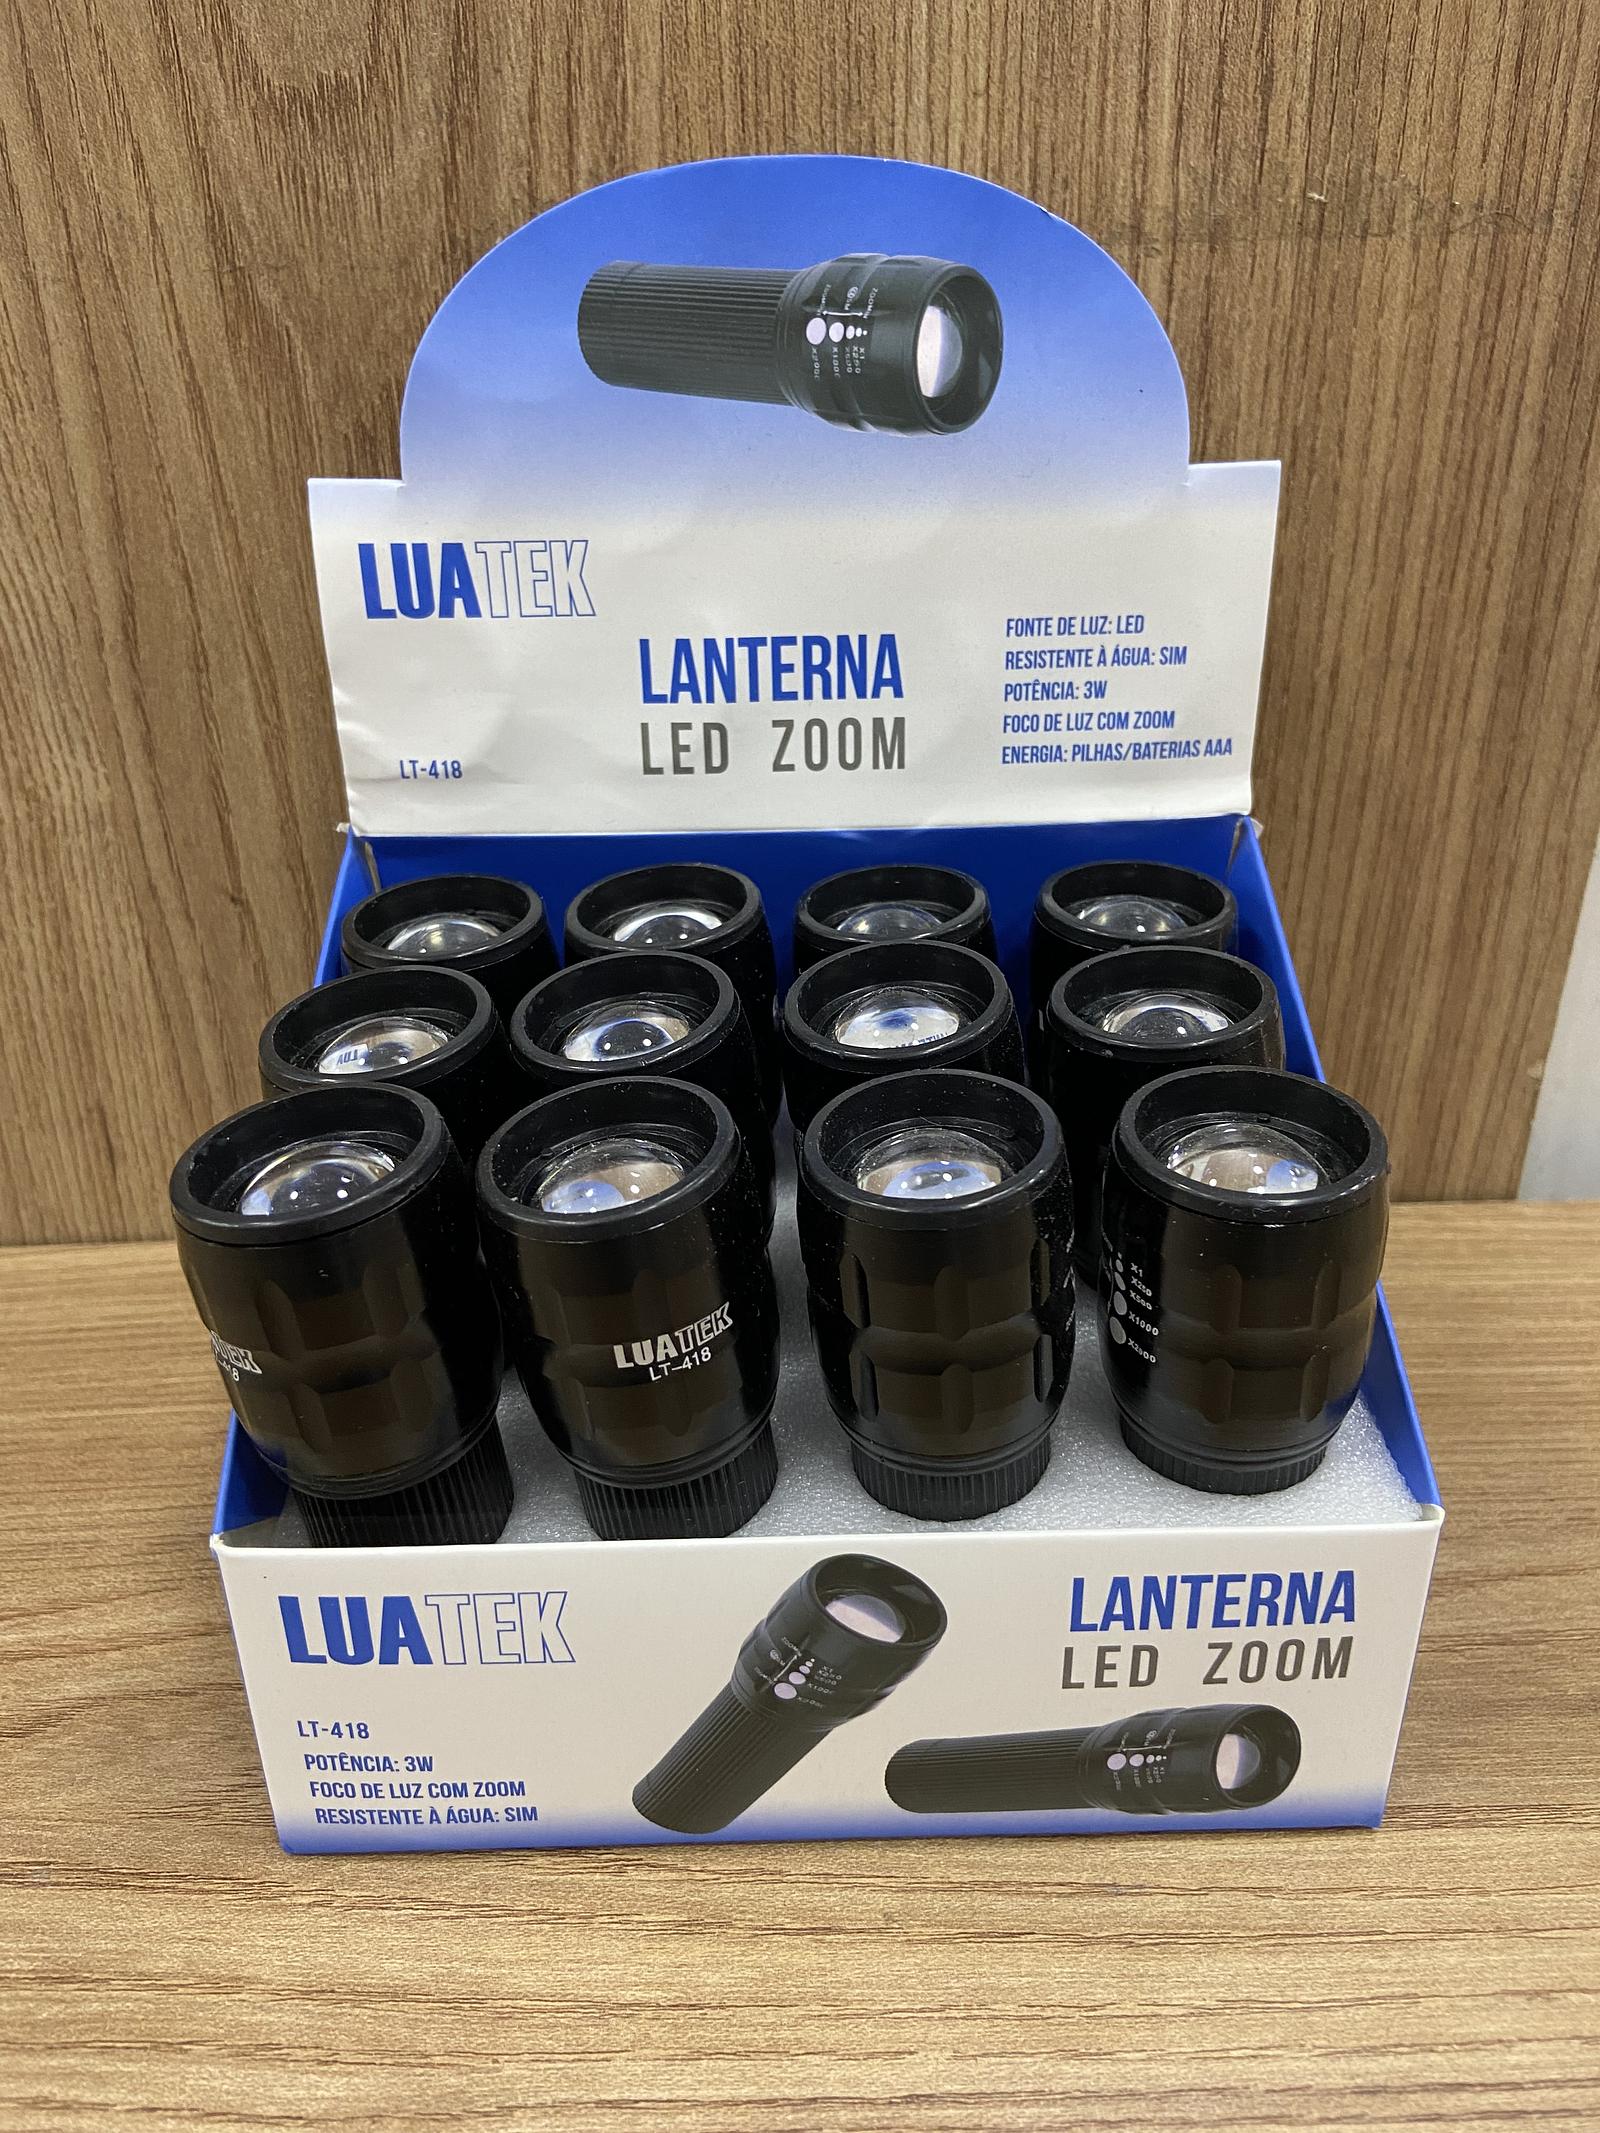 LUATEK
LANTERNA
LED ZOOM
LT-418
FONTE DE LUZ: LED
RESISTENTE À ÁGUA: SIM
POTÊNCIA: 3W
FOCO DE LUZ COM ZOOM
ENERGIA: PILHAS/BATERIAS AAA
LUATEK
LT-418
X1
X250
X500
X1000
X2000
LUATEK
LT-418
POTÊNCIA: 3W
FOCO DE LUZ COM ZOOM
RESISTENTE À ÁGUA: SIM
LANTERNA
LED ZOOM